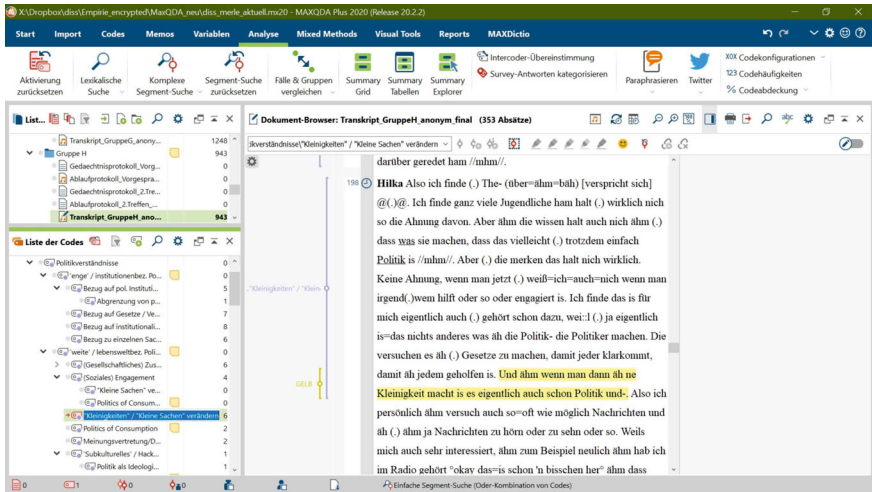 X:\Dropbox\diss\Empirie_encrypted\MaxQDA_neu\diss_merle_aktuell.mx20 - MAXQDA Plus 2020 (Release 20.2.2)
Start Import Codes Memos Variablen Analyse Mixed Methods Visual Tools Reports MAXDictio
Aktivierung zurücksetzen
Lexikalische Suche
Komplexe Segment-Suche
Segment-Suche zurücksetzen
Fälle & Gruppen vergleichen
Summary Grid
Summary Tabellen
Summary Explorer
Intercoder-Übereinstimmung
Survey-Antworten kategorisieren
Paraphrasieren
Twitter
X0X Codekonfigurationen
123 Codehäufigkeiten
% Codeabdeckung
List...
Transkript_GruppeG_anony... 1248
Gruppe H 943
Gedaechtnisprotokoll_Vorg... 0
Ablaufprotokoll_Vorgespra... 0
Gedaechtnisprotokoll_2.Tre... 0
Ablaufprotokoll_2.Treffen_... 0
Transkript_GruppeH_ano... 943
Liste der Codes
Politikverständnisse 0
'enge' / institutionenbez. Po... 0
Bezug auf pol. Instituti... 5
Abgrenzung von p... 1
Bezug auf Gesetze / Ve... 7
Bezug auf institutionali... 8
Bezug zu einzelnen Sac... 6
'weite' / lebensweltbez. Poli... 0
(Gesellschaftliches) Zus... 6
(Soziales) Engagement 4
"Kleine Sachen" ve... 0
Politics of Consum... 0
"Kleinigkeiten" / "Kleine Sachen" verändern 6
Politics of Consumption 2
Meinungsvertretung/D... 2
'Subkulturelles' / Hack... 1
Politik als Ideologi... 1
Dokument-Browser: Transkript_GruppeH_anonym_final (353 Absätze)
:kverständnisse\"Kleinigkeiten" / "Kleine Sachen" verändern
darüber geredet ham //mhm//.
198 Hilka Also ich finde (.) The- (über=ähm=bäh) [verspricht sich]
@(.)@. Ich finde ganz viele Jugendliche ham halt (.) wirklich nich
so die Ahnung davon. Aber ähm die wissen halt auch nich ähm (.)
dass was sie machen, dass das vielleicht (.) trotzdem einfach
Politik is //mhm//. Aber (.) die merken das halt nich wirklich.
Keine Ahnung, wenn man jetzt (.) weiß=ich=auch=nich wenn man
..."Kleinigkeiten" / "Klein-
irgend(.)wem hilft oder so oder engagiert is. Ich finde das is für
mich eigentlich auch (.) gehört schon dazu, wei::l (.) ja eigentlich
is=das nichts anderes was äh die Politik- die Politiker machen. Die
versuchen es äh (.) Gesetze zu machen, damit jeder klarkommt,
damit äh jedem geholfen is. Und ähm wenn man dann äh ne
GELB
Kleinigkeit macht is es eigentlich auch schon Politik und-. Also ich
persönlich ähm versuch auch so=oft wie möglich Nachrichten und
äh (.) ähm ja Nachrichten zu hörn oder zu sehn oder so. Weils
mich auch sehr interessiert, ähm zum Beispiel neulich ähm hab ich
im Radio gehört °okay das=is schon 'n bisschen her° ähm dass
0 1 0 0 Einfache Segment-Suche (Oder-Kombination von Codes)